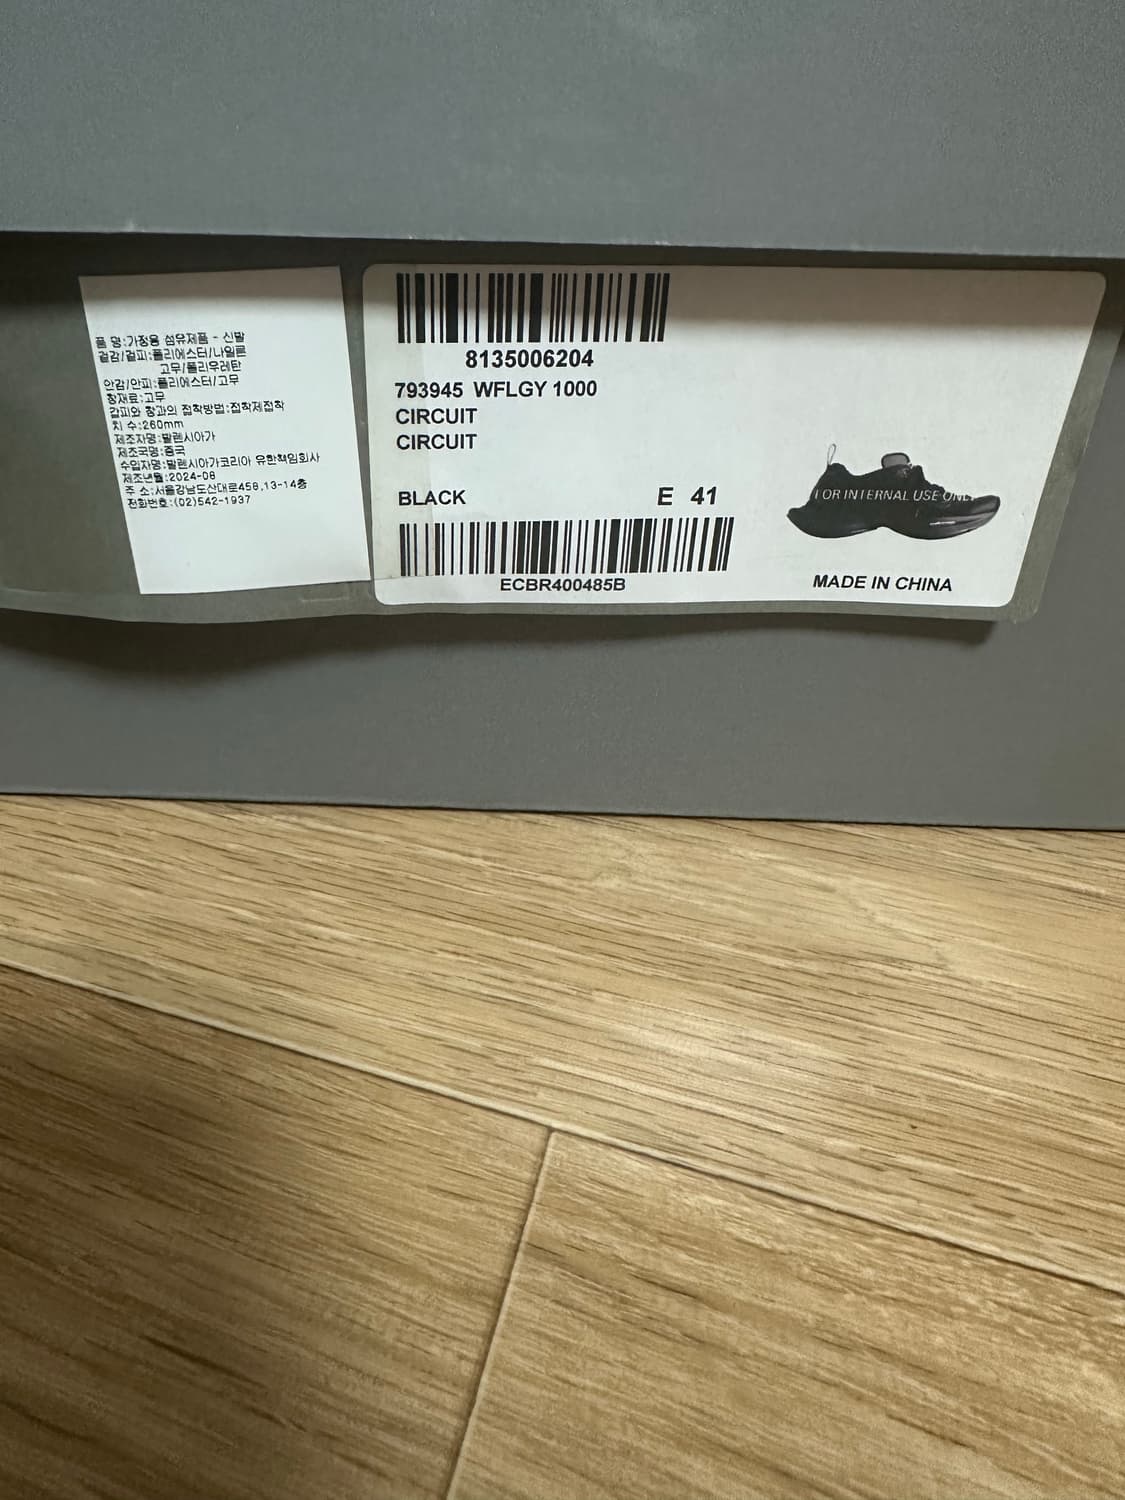 품 명:가정용 섬유제품 - 신발
겉감/겉피:폴리에스터/나일론
고무/폴리우레탄
안감/안피:폴리에스터/고무
창재료:고무
갑피와 창과의 접착방법:접착제접착
치 수:260mm
제조자명:발렌시아가
제조국명:중국
수입자명:발렌시아가코리아 유한책임회사
제조년월:2024-08
주 소:서울강남도산대로458,13-14층
전화번호:(02)542-1937
8135006204
793945 WFLGY 1000
CIRCUIT
CIRCUIT
BLACK E 41
FOR INTERNAL USE ONLY
ECBR400485B
MADE IN CHINA